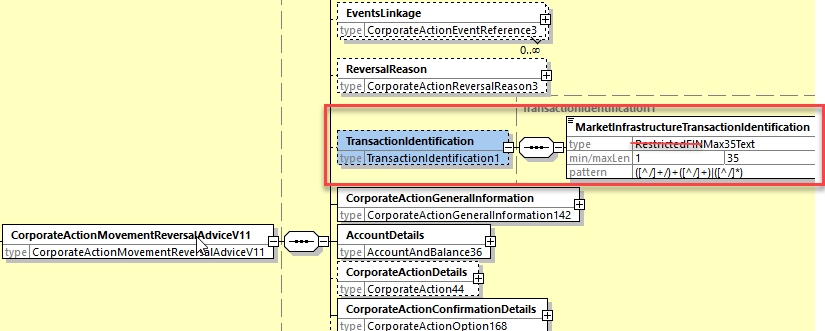 EventsLinkage
type CorporateActionEventReference3
0..∞
ReversalReason
type CorporateActionReversalReason3
TransactionIdentification1
MarketInfrastructureTransactionIdentification
TransactionIdentification
type RestrictedFINMax35Text
type TransactionIdentification1
min/maxLen 1 35
pattern ([^/]+/)+([^/]+)|([^/]*)
CorporateActionGeneralInformation
type CorporateActionGeneralInformation142
CorporateActionMovementReversalAdviceV11
AccountDetails
type CorporateActionMovementReversalAdviceV11
type AccountAndBalance36
CorporateActionDetails
type CorporateAction44
CorporateActionConfirmationDetails
type CorporateActionOption168